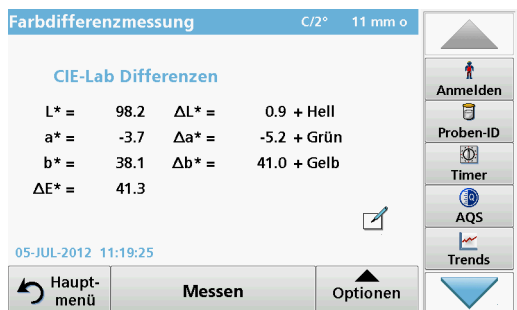 Farbdifferenzmessung C/2° 11 mm o
CIE-Lab Differenzen
L* = 98.2 ΔL* = 0.9 + Hell
a* = -3.7 Δa* = -5.2 + Grün
b* = 38.1 Δb* = 41.0 + Gelb
ΔE* = 41.3
05-JUL-2012 11:19:25
Haupt-
menü
Messen
Optionen
Anmelden
Proben-ID
Timer
AQS
Trends